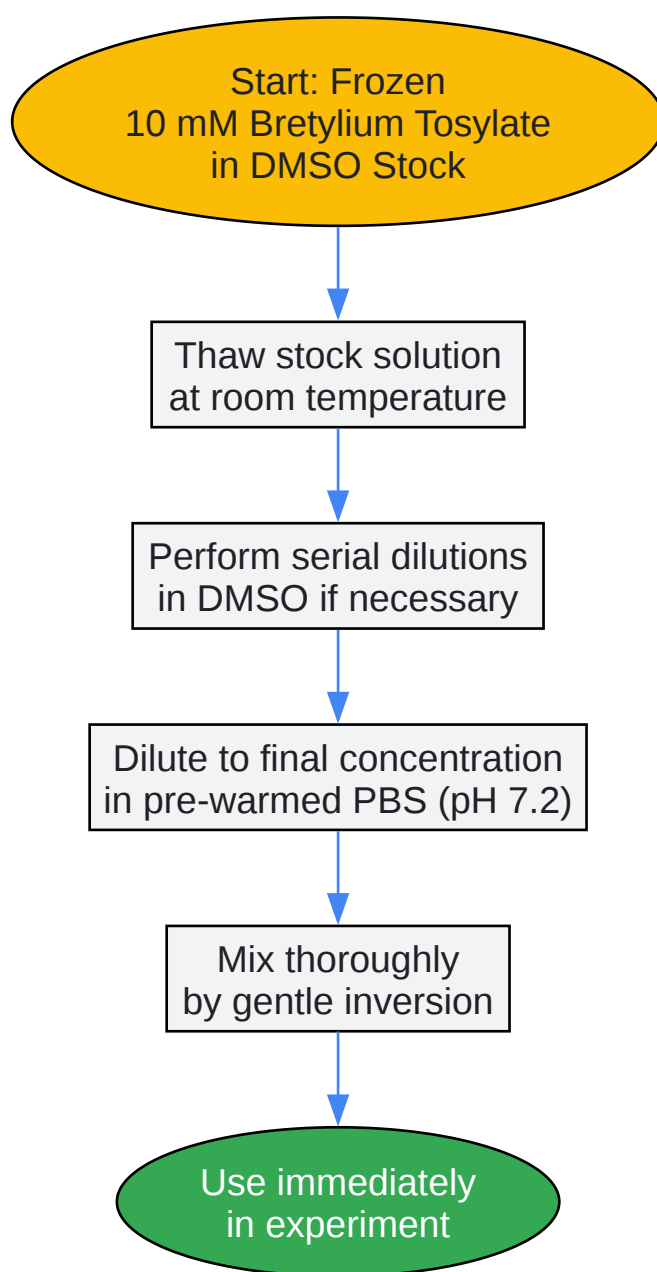 Start: Frozen
10 mM Bretylium Tosylate
in DMSO Stock
Thaw stock solution
at room temperature
Perform serial dilutions
in DMSO if necessary
Dilute to final concentration
in pre-warmed PBS (pH 7.2)
Mix thoroughly
by gentle inversion
Use immediately
in experiment